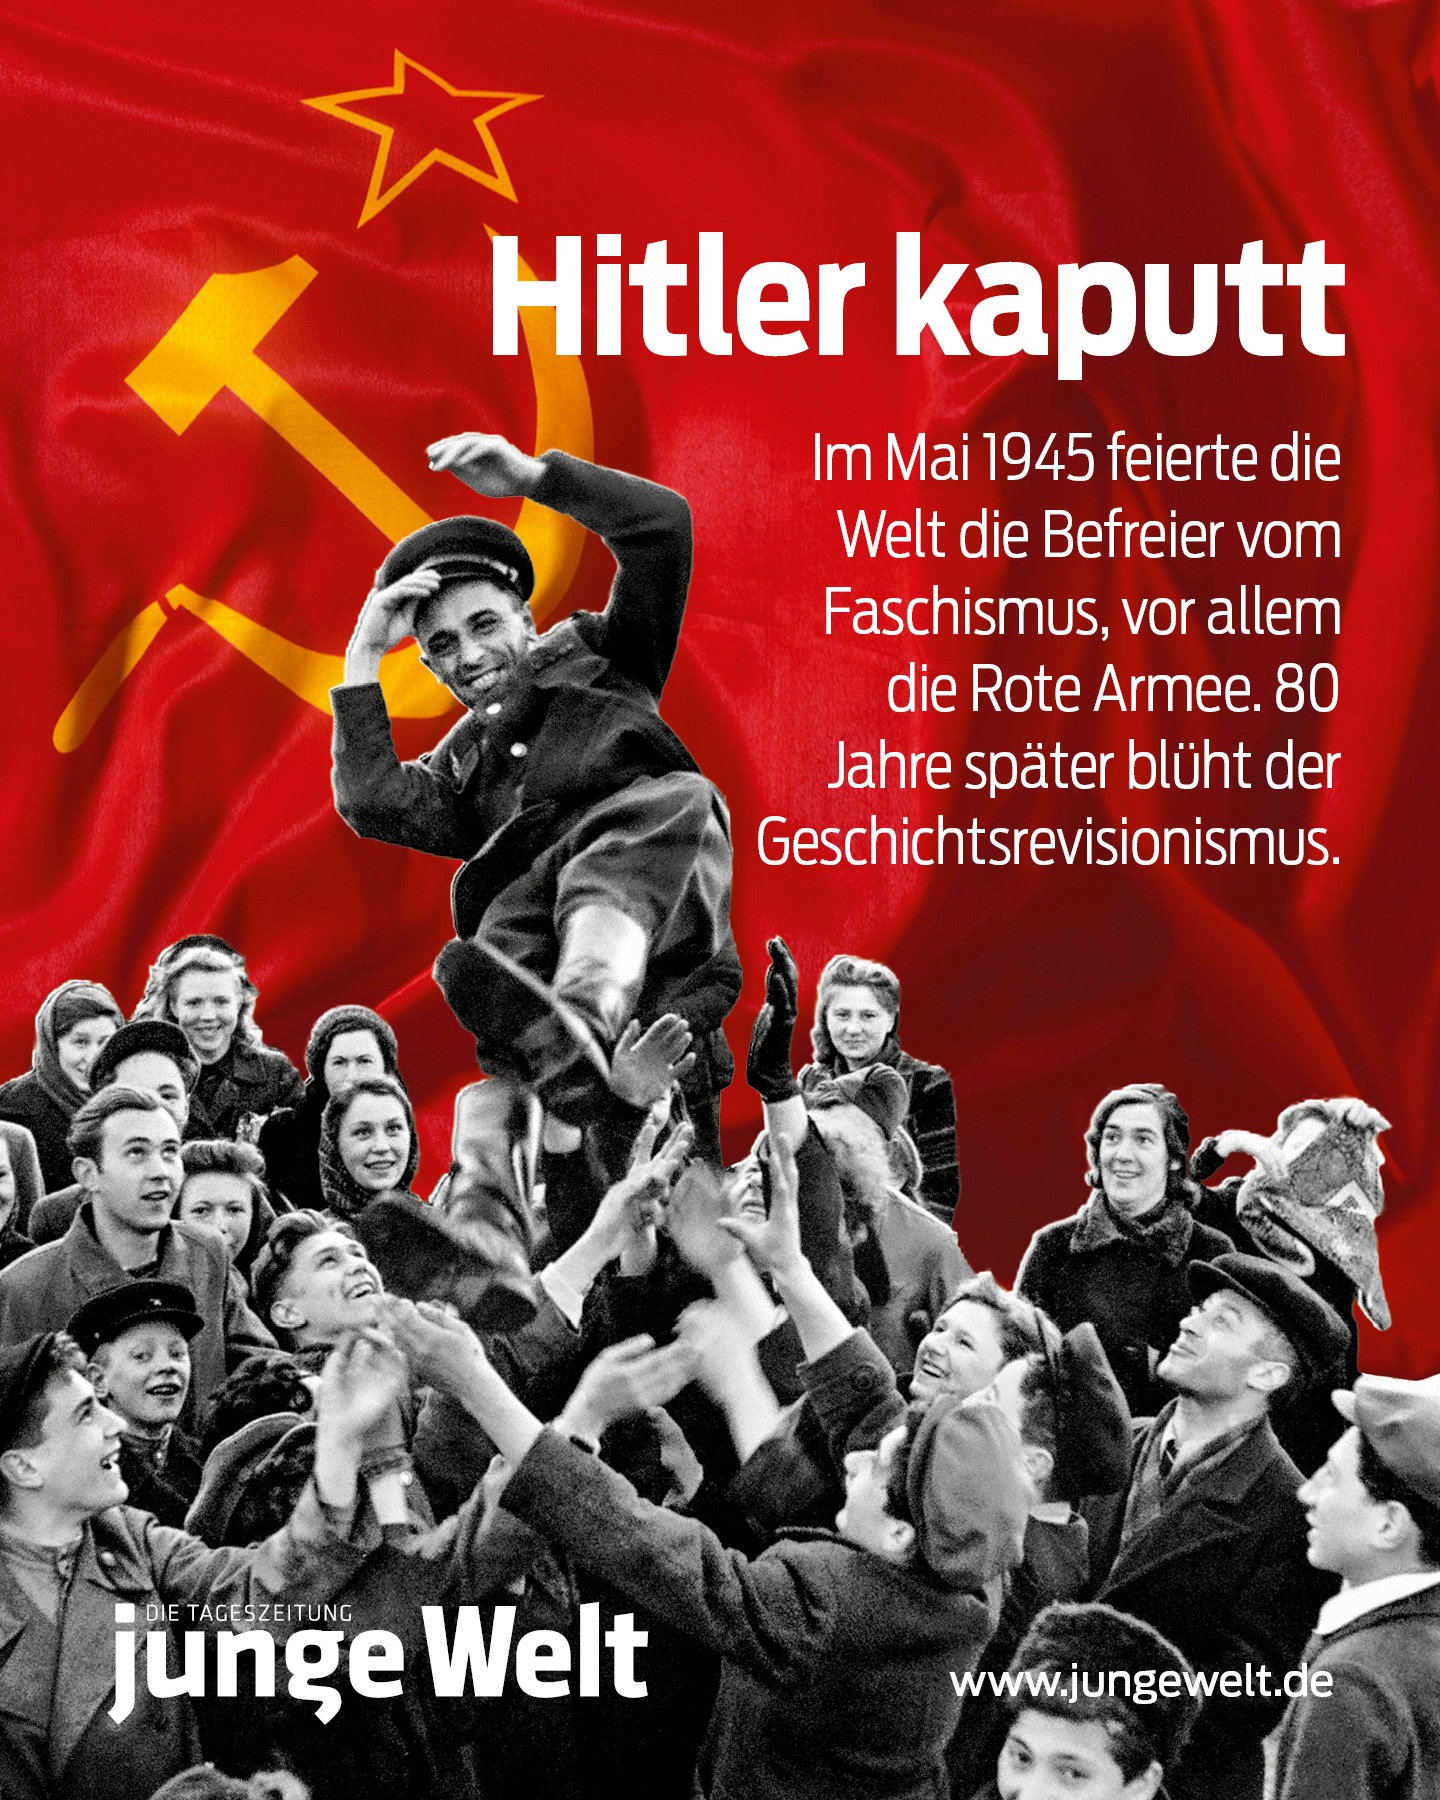 Hitler kaputt
Im Mai 1945 feierte die
Welt die Befreier vom
Faschismus, vor allem
die Rote Armee. 80
Jahre später blüht der
Geschichtsrevisionismus.
DIE TAGESZEITUNG
junge Welt
www.jungewelt.de